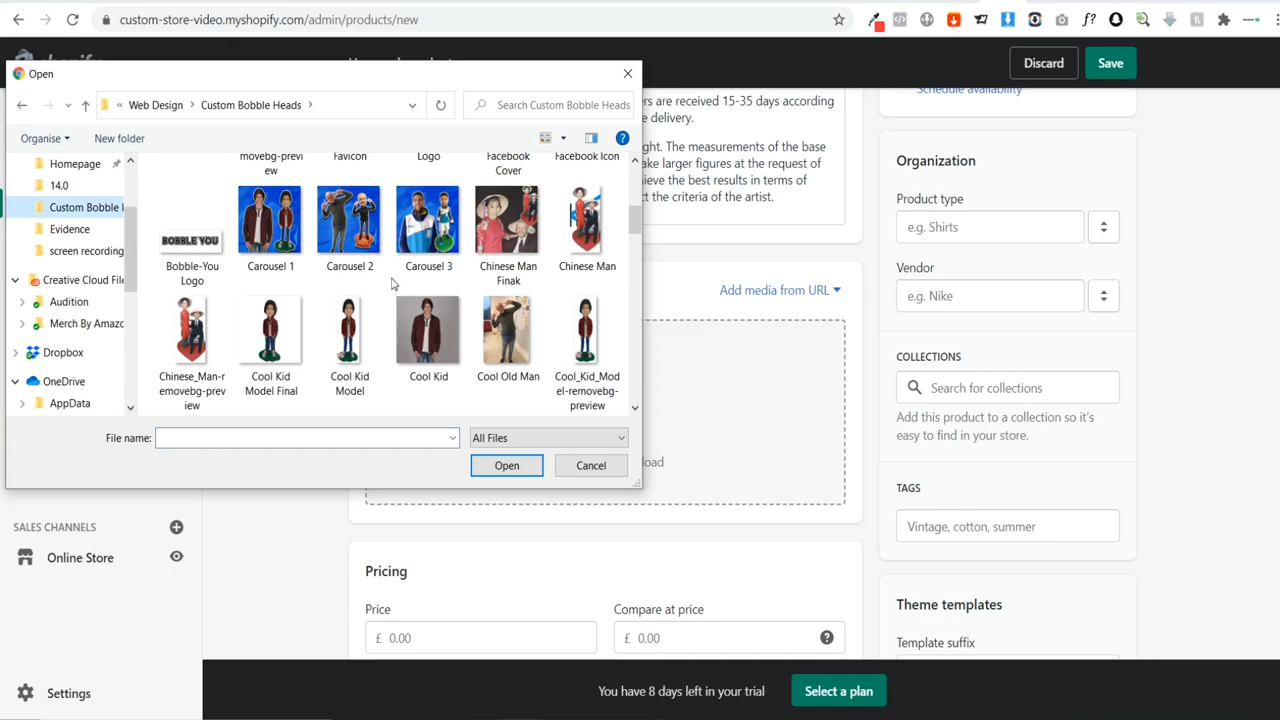 custom-store-video.myshopify.com/admin/products/new
Discard
Save
Open
Web Design
Custom Bobble Heads
Search Custom Bobble Heads
Organise
New folder
Homepage
14.0
Custom Bobble
Evidence
screen recording
Creative Cloud File
Audition
Merch By Amazo
Dropbox
OneDrive
AppData
movebg-previ
ew
Favicon
Logo
Facebook
Cover
Facebook Icon
BOBBLE YOU
Bobble-You
Logo
Carousel 1
Carousel 2
Carousel 3
Chinese Man
Finak
Chinese Man
Chinese_Man-r
emovebg-prev
iew
Cool Kid
Model Final
Cool Kid
Model
Cool Kid
Cool Old Man
Cool_Kid_Mod
el-removebg-
preview
File name:
All Files
Open
Cancel
ers are received 15-35 days according
e delivery.
ght. The measurements of the base
ake larger figures at the request of
ieve the best results in terms of
ct the criteria of the artist.
Add media from URL
load
Pricing
Price
£ 0.00
Compare at price
£ 0.00
Schedule availability
Organization
Product type
e.g. Shirts
Vendor
e.g. Nike
COLLECTIONS
Search for collections
Add this product to a collection so it's
easy to find in your store.
TAGS
Vintage, cotton, summer
Theme templates
Template suffix
SALES CHANNELS
Online Store
Settings
You have 8 days left in your trial
Select a plan